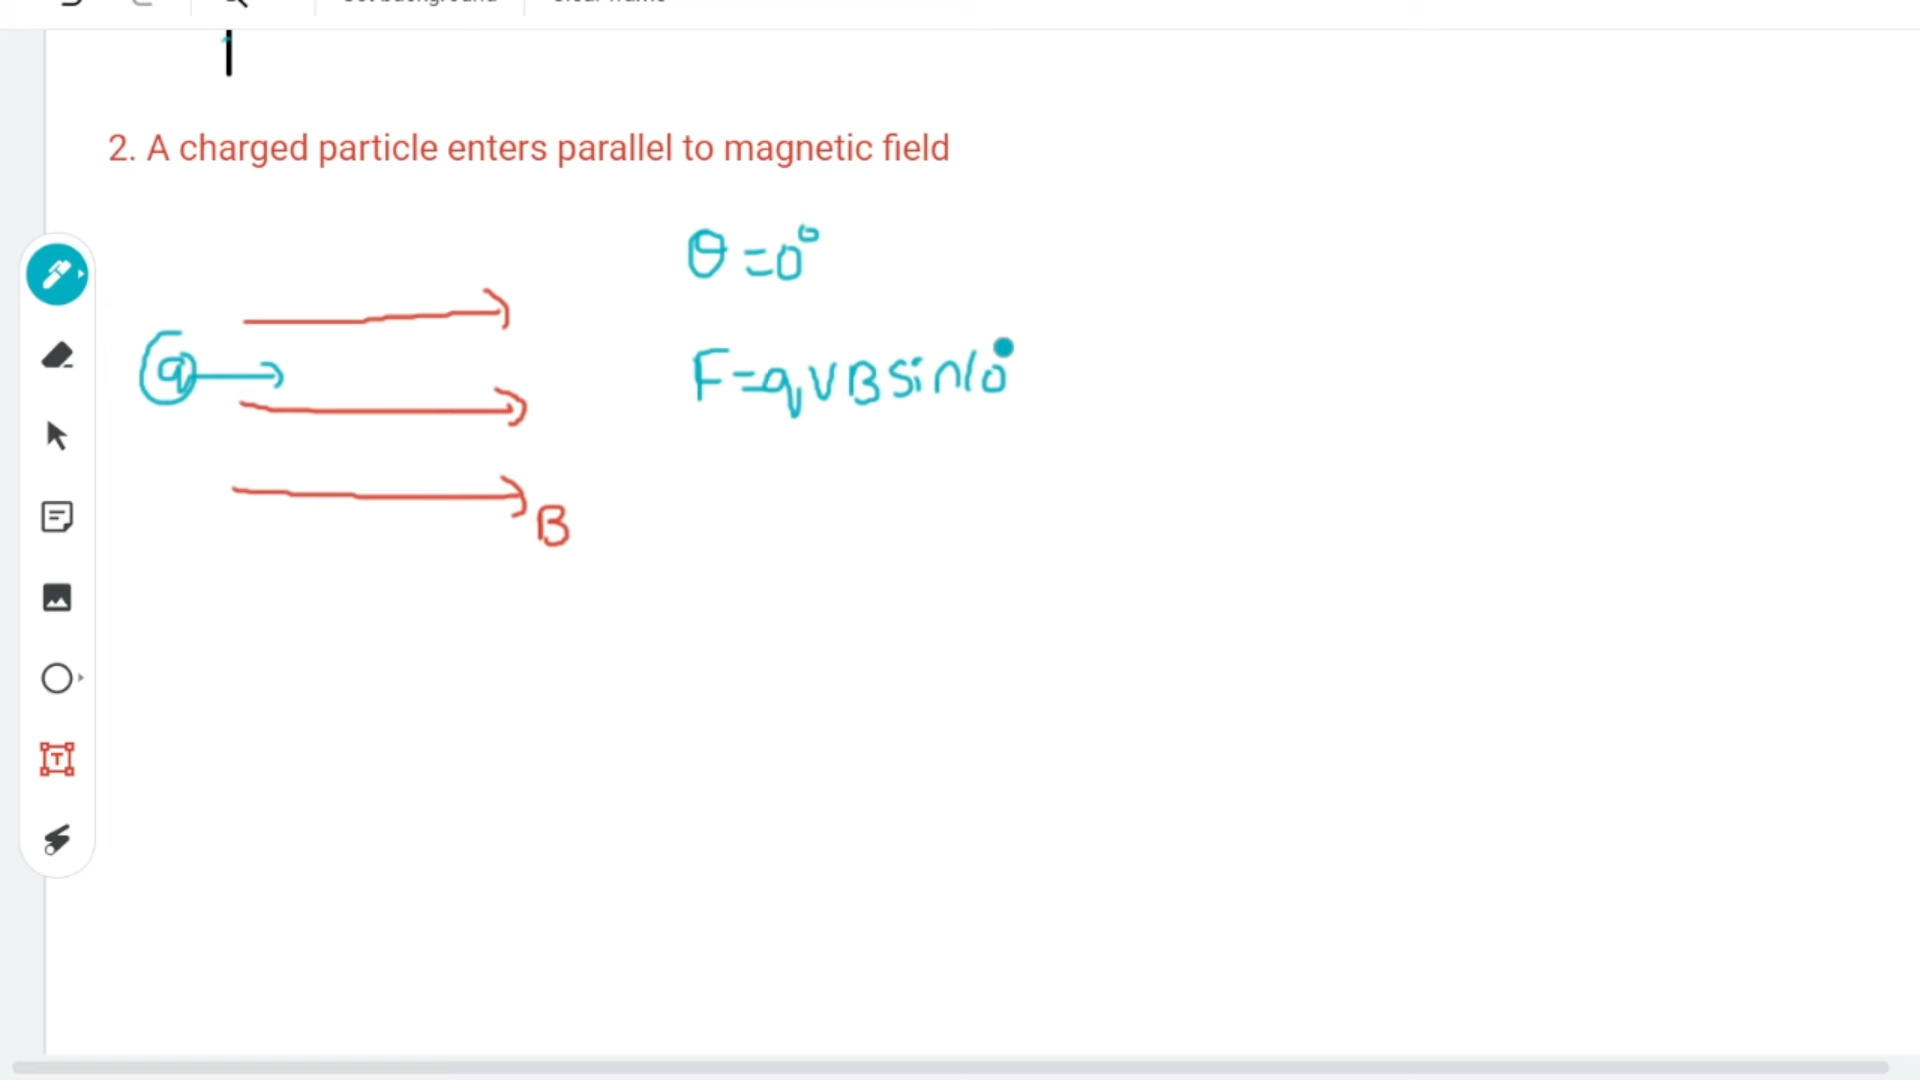 2. A charged particle enters parallel to magnetic field
θ = 0°
q
F = qVB sin 0°
B